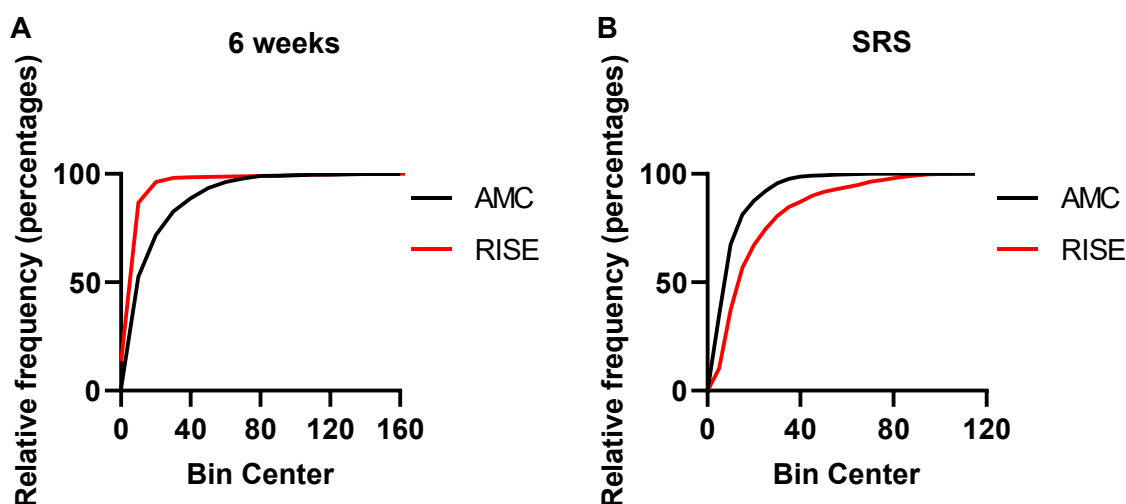 A
6 weeks
Relative frequency (percentages)
100
50
0
0 40 80 120 160
Bin Center
AMC
RISE
B
SRS
Relative frequency (percentages)
100
50
0
0 40 80 120
Bin Center
AMC
RISE